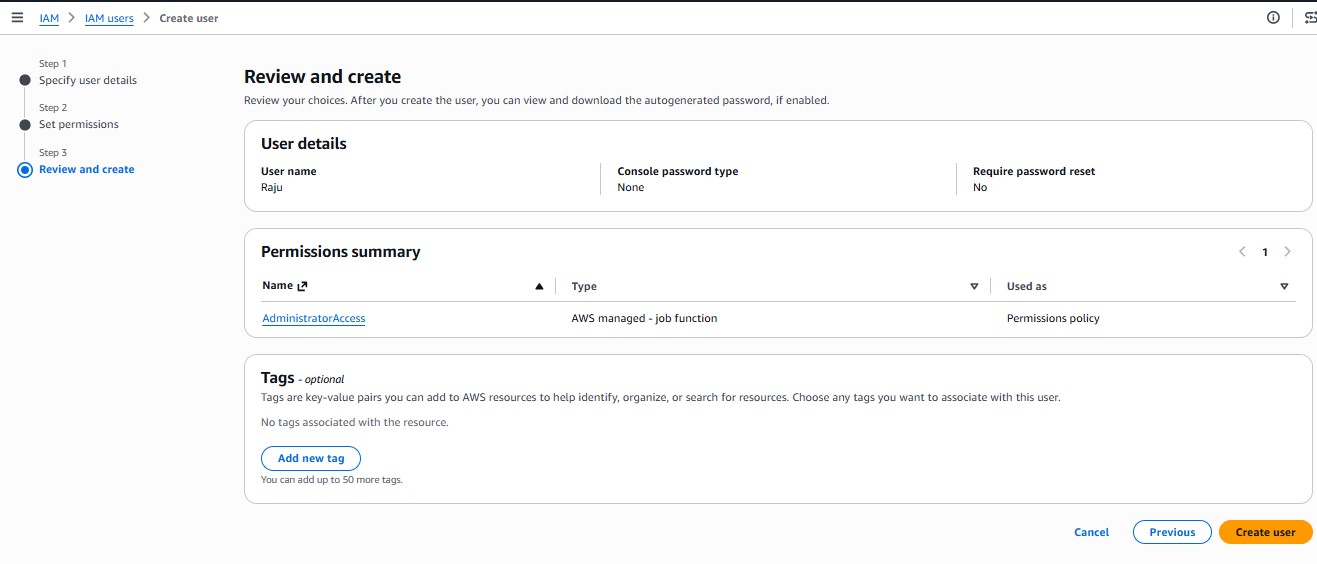 IAM > IAM users > Create user
Step 1
Specify user details
Step 2
Set permissions
Step 3
Review and create
Review and create
Review your choices. After you create the user, you can view and download the autogenerated password, if enabled.
User details
User name Console password type Require password reset
Raju None No
Permissions summary 1
Name Type Used as
AdministratorAccess AWS managed - job function Permissions policy
Tags - optional
Tags are key-value pairs you can add to AWS resources to help identify, organize, or search for resources. Choose any tags you want to associate with this user.
No tags associated with the resource.
Add new tag
You can add up to 50 more tags.
Cancel Previous Create user